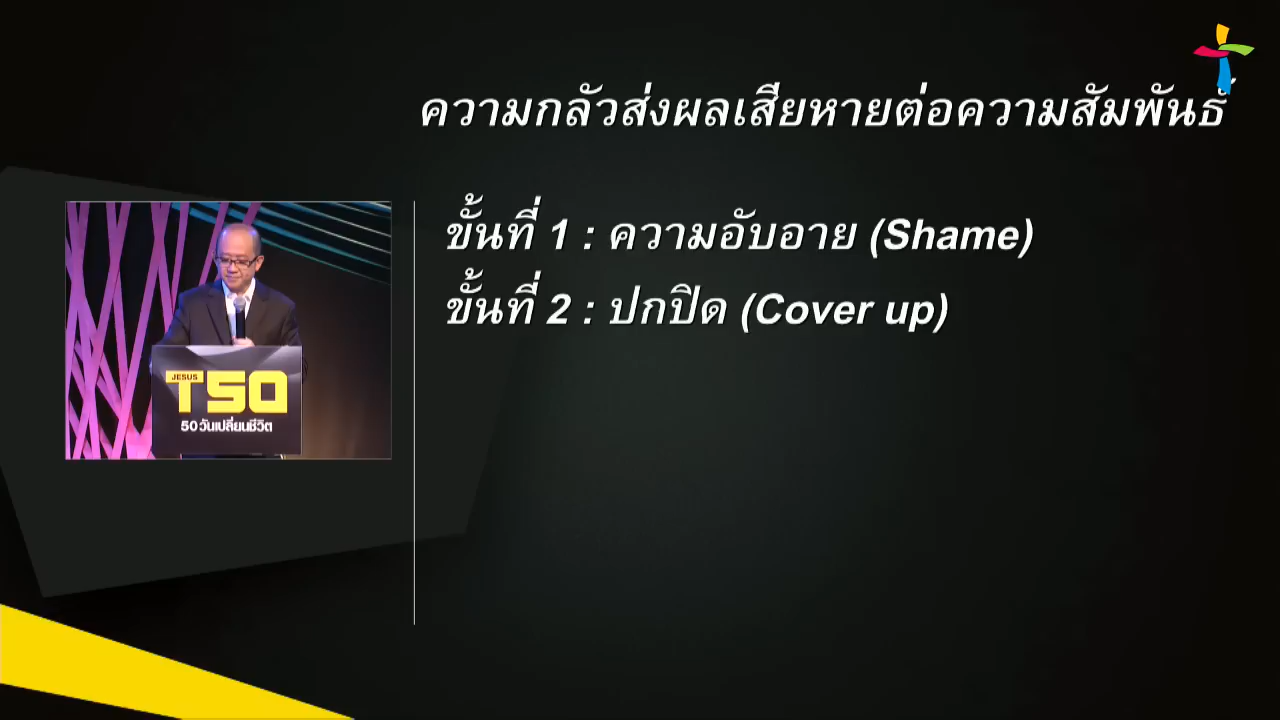 ความกลัวส่งผลเสียหายต่อความสัมพันธ์
ขั้นที่ 1 : ความอับอาย (Shame)
ขั้นที่ 2 : ปกปิด (Cover up)
JESUS
T50
50 วันเปลี่ยนชีวิต